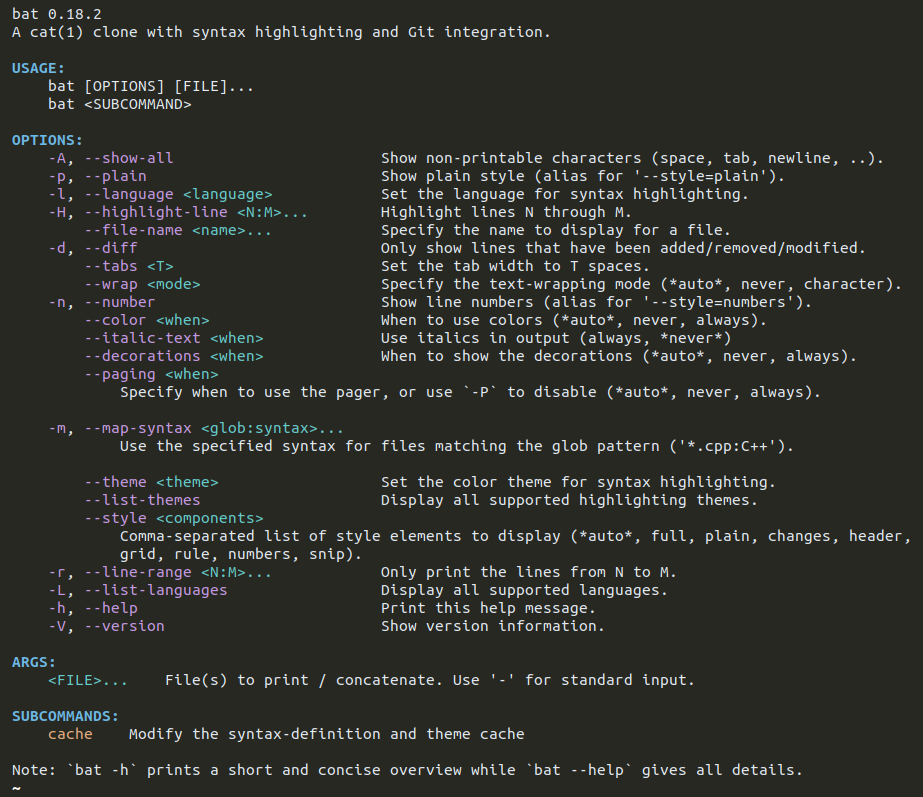 bat 0.18.2
A cat(1) clone with syntax highlighting and Git integration.

USAGE:
    bat [OPTIONS] [FILE]...
    bat <SUBCOMMAND>

OPTIONS:
    -A, --show-all                       Show non-printable characters (space, tab, newline, ..).
    -p, --plain                          Show plain style (alias for '--style=plain').
    -l, --language <language>            Set the language for syntax highlighting.
    -H, --highlight-line <N:M>...        Highlight lines N through M.
        --file-name <name>...            Specify the name to display for a file.
    -d, --diff                           Only show lines that have been added/removed/modified.
        --tabs <T>                       Set the tab width to T spaces.
        --wrap <mode>                    Specify the text-wrapping mode (*auto*, never, character).
    -n, --number                         Show line numbers (alias for '--style=numbers').
        --color <when>                   When to use colors (*auto*, never, always).
        --italic-text <when>             Use italics in output (always, *never*)
        --decorations <when>             When to show the decorations (*auto*, never, always).
        --paging <when>
            Specify when to use the pager, or use `-P` to disable (*auto*, never, always).

    -m, --map-syntax <glob:syntax>...
            Use the specified syntax for files matching the glob pattern ('*.cpp:C++').

        --theme <theme>                  Set the color theme for syntax highlighting.
        --list-themes                    Display all supported highlighting themes.
        --style <components>
            Comma-separated list of style elements to display (*auto*, full, plain, changes, header,
            grid, rule, numbers, snip).
    -r, --line-range <N:M>...            Only print the lines from N to M.
    -L, --list-languages                 Display all supported languages.
    -h, --help                           Print this help message.
    -V, --version                        Show version information.

ARGS:
    <FILE>...    File(s) to print / concatenate. Use '-' for standard input.

SUBCOMMANDS:
    cache    Modify the syntax-definition and theme cache

Note: `bat -h` prints a short and concise overview while `bat --help` gives all details.
~